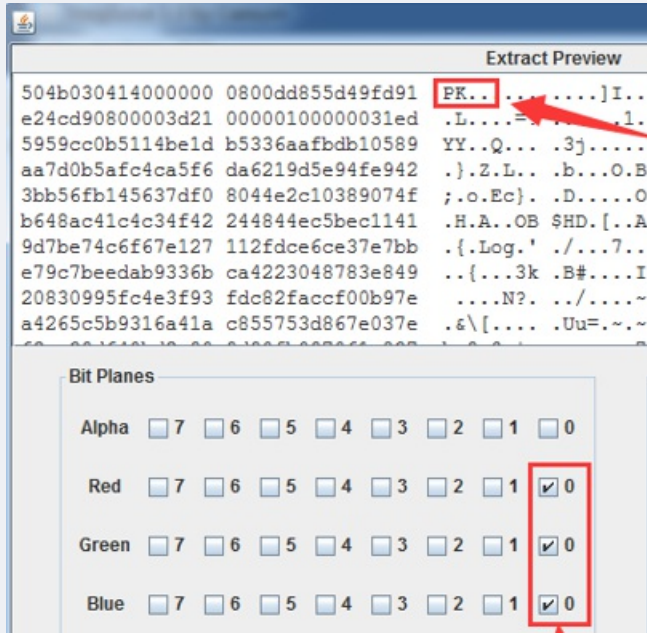 Extract Preview
504b030414000000 0800dd855d49fd91 PK.. .... ....]I..
e24cd90800003d21 00000100000031ed .L....=! ......1.
5959cc0b5114be1d b5336aafbdb10589 YY..Q... .3j.....
aa7d0b5afc4ca5f6 da6219d5e94fe942 .}.Z.L.. .b...O.B
3bb56fb145637df0 8044e2c10389074f ;.o.Ec}. .D.....O
b648ac41c4c34f42 244844ec5bec1141 .H.A..OB $HD.[..A
9d7be74c6f67e127 112fdce6ce37e7bb .{.Log.' ./...7..
e79c7beedab9336b ca4223048783e849 ..{...3k .B#....I
20830995fc4e3f93 fdc82faccf00b97e ....N?. ../....~
a4265c5b9316a41a c855753d867e037e .&\[.... .Uu=.~.~
Bit Planes
Alpha 7 6 5 4 3 2 1 0
Red 7 6 5 4 3 2 1 0
Green 7 6 5 4 3 2 1 0
Blue 7 6 5 4 3 2 1 0